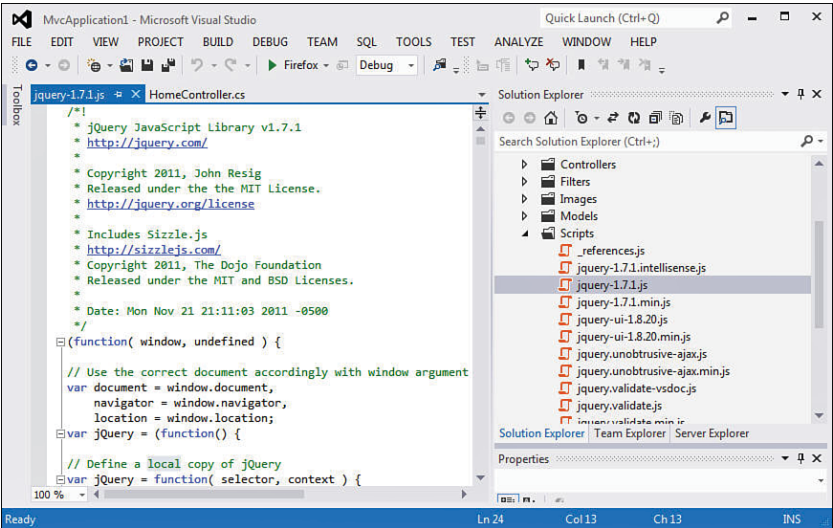 MvcApplication1 - Microsoft Visual Studio
Quick Launch (Ctrl+Q)
FILE EDIT VIEW PROJECT BUILD DEBUG TEAM SQL TOOLS TEST ANALYZE WINDOW HELP
Firefox
Debug
Toolbox
jquery-1.7.1.js
HomeController.cs
/*!
* jQuery JavaScript Library v1.7.1
* http://jquery.com/
*
* Copyright 2011, John Resig
* Released under the the MIT License.
* http://jquery.org/license
*
* Includes Sizzle.js
* http://sizzlejs.com/
* Copyright 2011, The Dojo Foundation
* Released under the MIT and BSD Licenses.
*
* Date: Mon Nov 21 21:11:03 2011 -0500
*/
(function( window, undefined ) {
// Use the correct document accordingly with window argument
var document = window.document,
navigator = window.navigator,
location = window.location;
var jQuery = (function() {
// Define a local copy of jQuery
var jQuery = function( selector, context ) {
100 %
Solution Explorer
Search Solution Explorer (Ctrl+;)
Controllers
Filters
Images
Models
Scripts
_references.js
jquery-1.7.1.intellisense.js
jquery-1.7.1.js
jquery-1.7.1.min.js
jquery-ui-1.8.20.js
jquery-ui-1.8.20.min.js
jquery.unobtrusive-ajax.js
jquery.unobtrusive-ajax.min.js
jquery.validate-vsdoc.js
jquery.validate.js
jquery.validate.min.js
Solution Explorer Team Explorer Server Explorer
Properties
Ready Ln 24 Col 13 Ch 13 INS